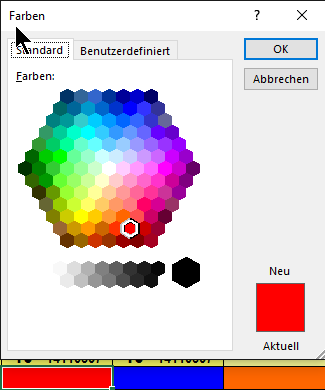 Farben
Standard
Benutzerdefiniert
OK
Abbrechen
Farben:
Neu
Aktuell